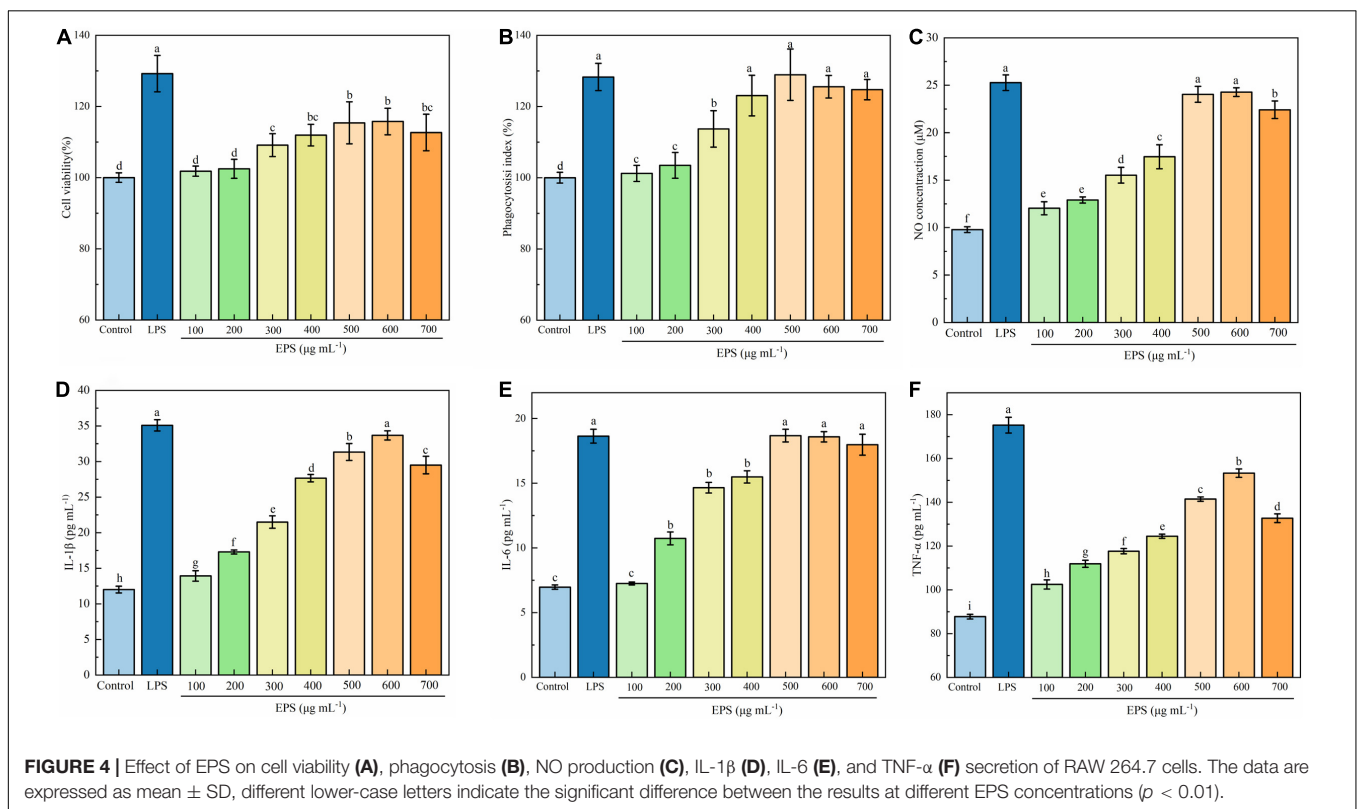 A
140
120
100
80
60
Cell viability(%)
d
a
d
d
c
bc
b
b
bc
Control LPS 100 200 300 400 500 600 700
EPS (μg mL⁻¹)
B
140
120
100
80
60
Phagocytosisi index (%)
d
a
c
c
b
a
a
a
a
Control LPS 100 200 300 400 500 600 700
EPS (μg mL⁻¹)
C
30
25
20
15
10
5
0
NO concentraction (μM)
f
a
e
e
d
c
a
a
b
Control LPS 100 200 300 400 500 600 700
EPS (μg mL⁻¹)
D
40
35
30
25
20
15
10
5
0
IL-1β (pg mL⁻¹)
h
a
g
f
e
d
b
a
c
Control LPS 100 200 300 400 500 600 700
EPS (μg mL⁻¹)
E
20
15
10
5
0
IL-6 (pg mL⁻¹)
c
a
c
b
b
b
a
a
a
Control LPS 100 200 300 400 500 600 700
EPS (μg mL⁻¹)
F
180
160
140
120
100
80
60
TNF-α (pg mL⁻¹)
i
a
h
g
f
e
c
b
d
Control LPS 100 200 300 400 500 600 700
EPS (μg mL⁻¹)
FIGURE 4 | Effect of EPS on cell viability (A), phagocytosis (B), NO production (C), IL-1β (D), IL-6 (E), and TNF-α (F) secretion of RAW 264.7 cells. The data are
expressed as mean ± SD, different lower-case letters indicate the significant difference between the results at different EPS concentrations (p < 0.01).